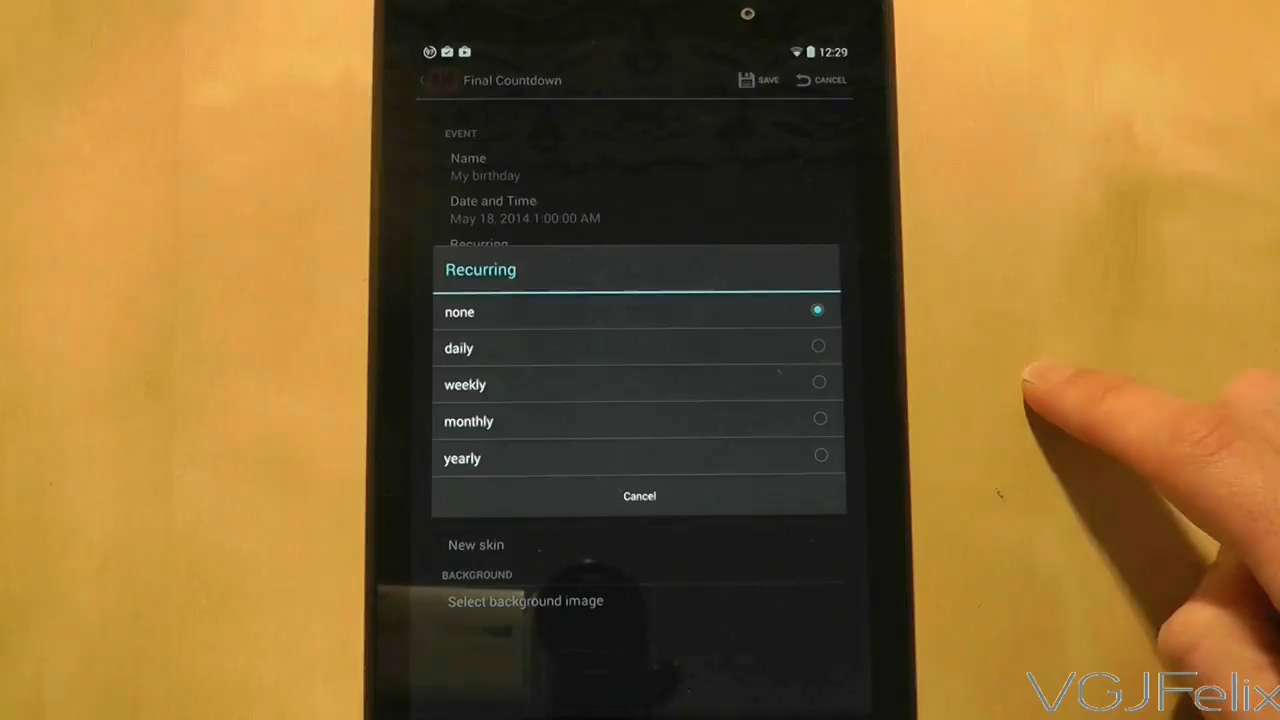 97
12:29
Final Countdown
SAVE
CANCEL
EVENT
Name
My birthday
Date and Time
May 18, 2014 1:00:00 AM
Recurring
Recurring
none
daily
weekly
monthly
yearly
Cancel
New skin
BACKGROUND
Select background image
VGJFelix